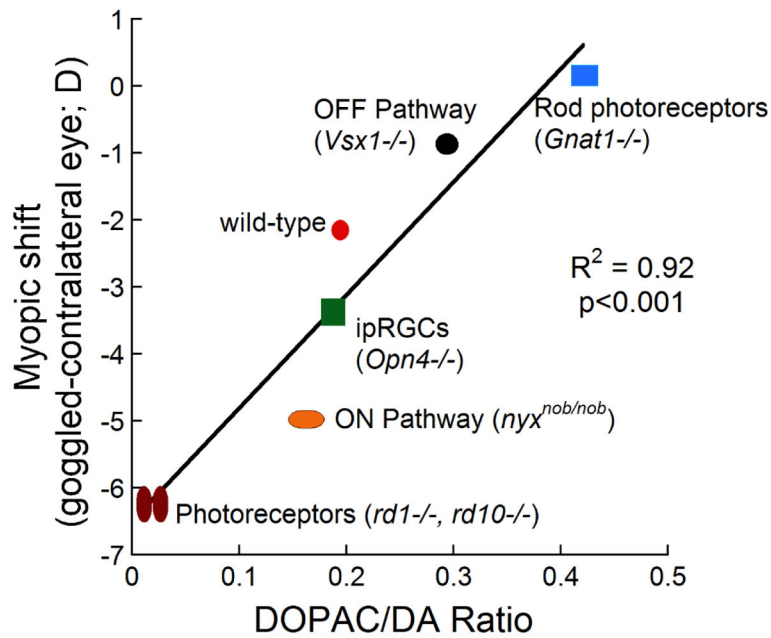 Myopic shift
(goggled-contralateral eye; D)
1
0
-1
-2
-3
-4
-5
-6
-7
OFF Pathway
(Vsx1-/-)
Rod photoreceptors
(Gnat1-/-)
wild-type
R² = 0.92
p<0.001
ipRGCs
(Opn4-/-)
ON Pathway (nyx^nob/nob)
Photoreceptors (rd1-/-, rd10-/-)
0 0.1 0.2 0.3 0.4 0.5
DOPAC/DA Ratio